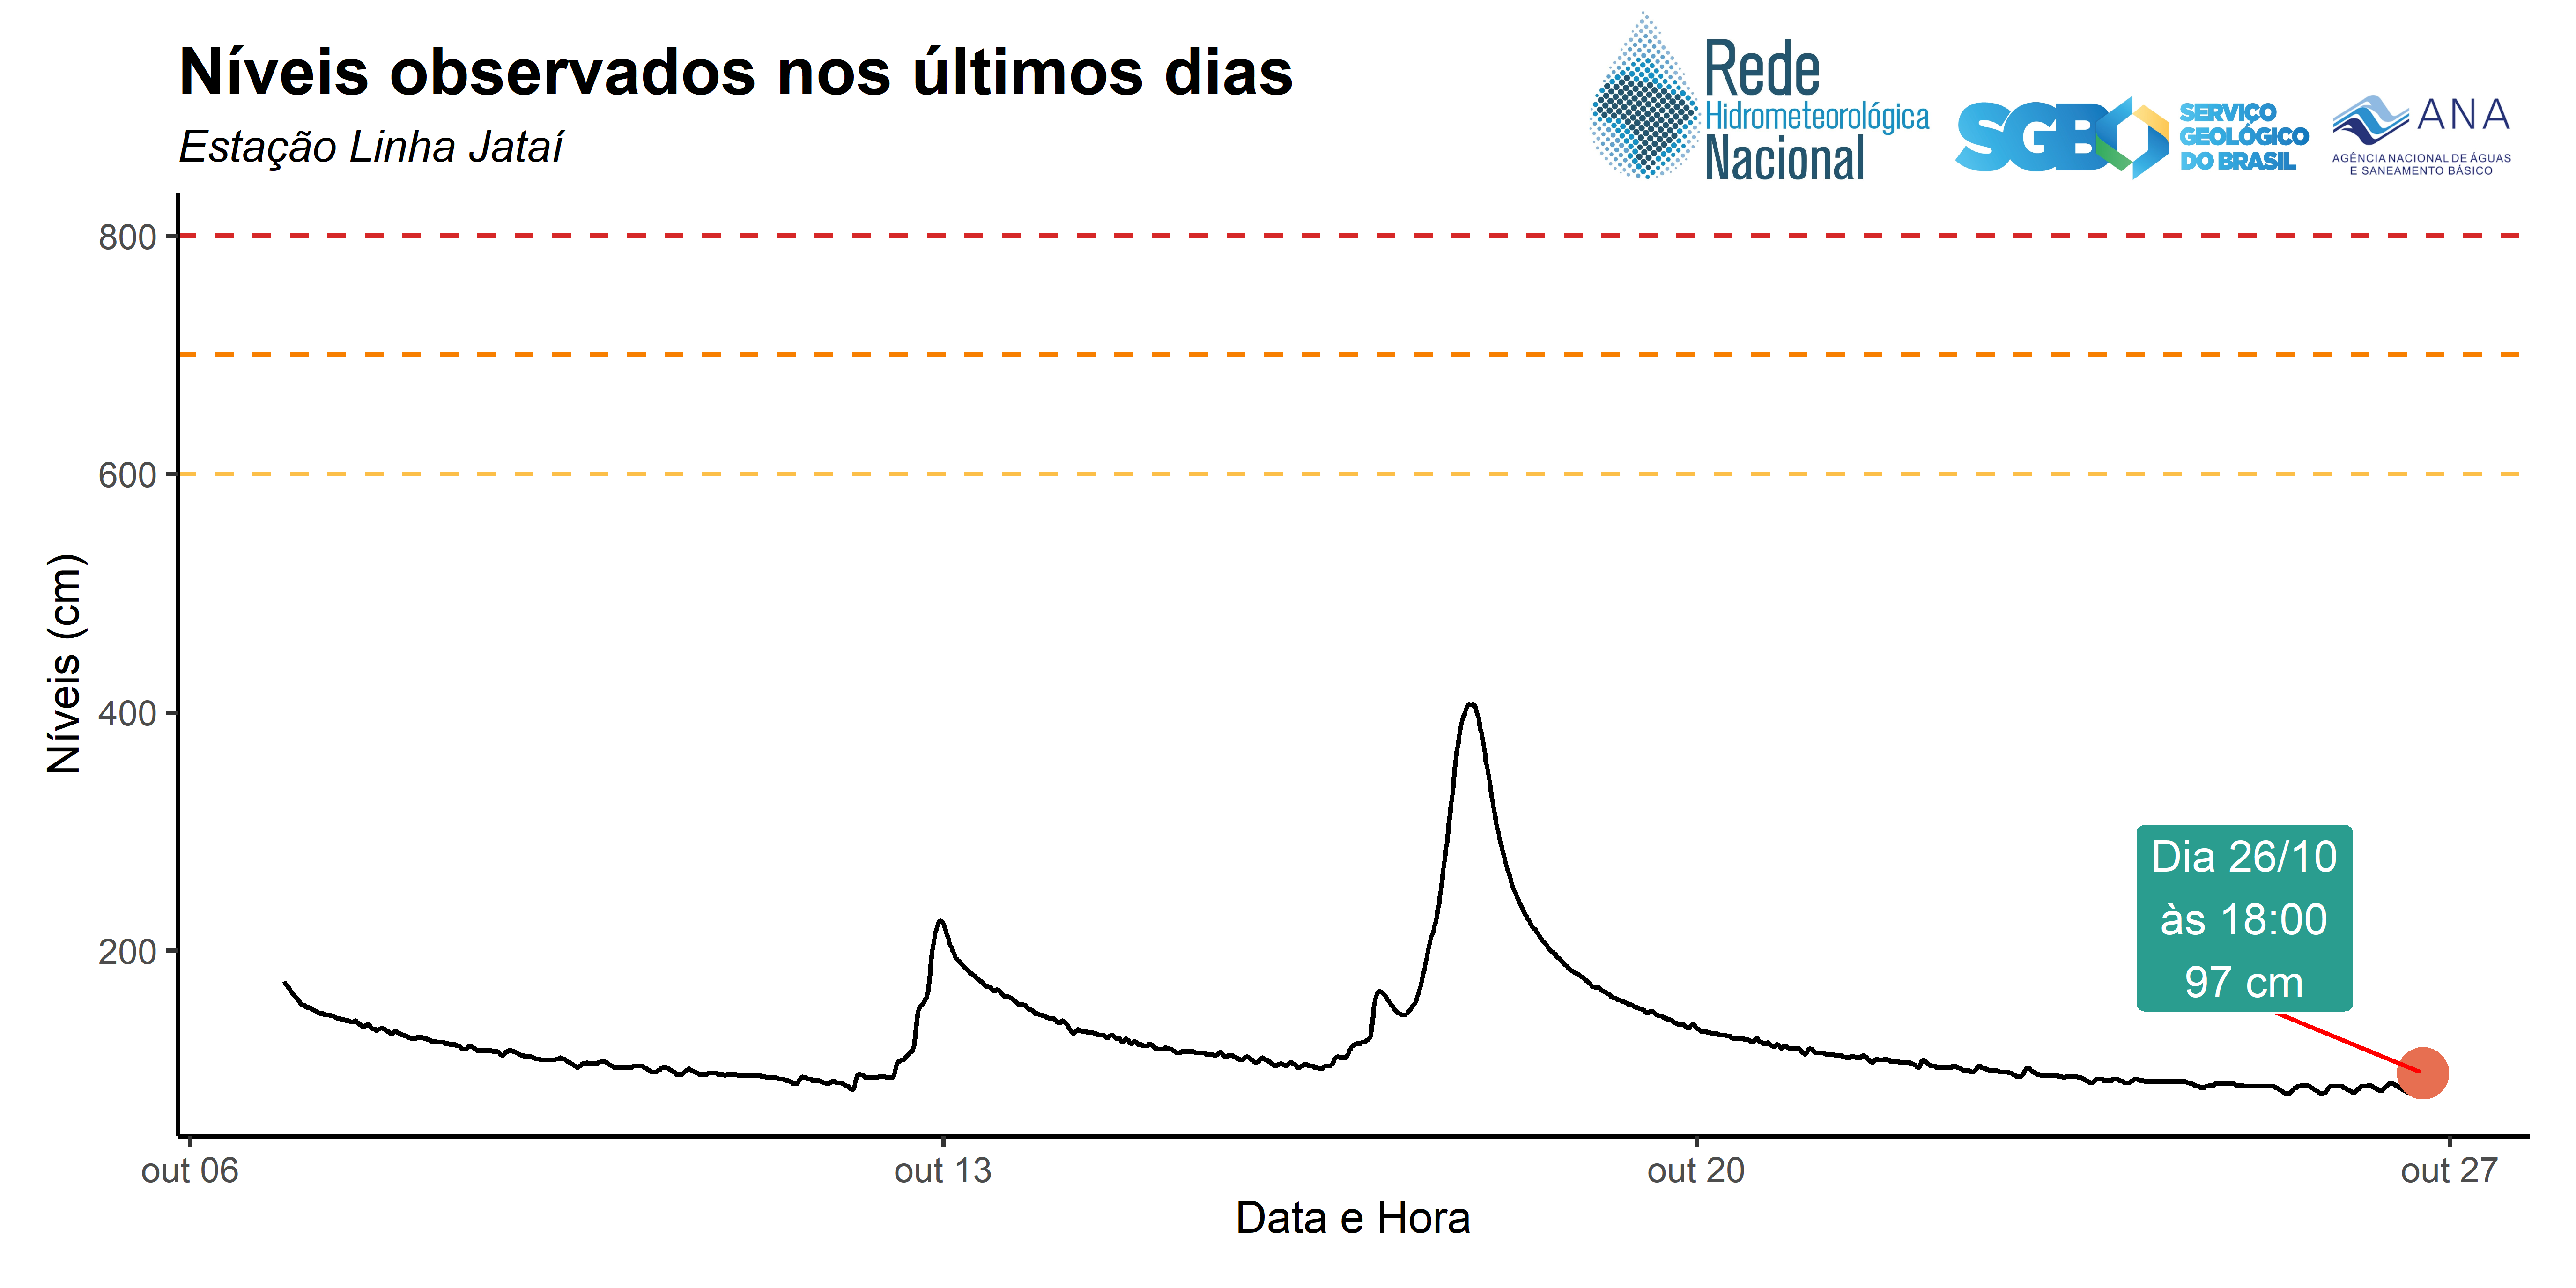 Níveis observados nos últimos dias
Estação Linha Jataí
Rede
Hidrometeorológica
Nacional
SGB
SERVIÇO
GEOLÓGICO
DO BRASIL
ANA
AGÊNCIA NACIONAL DE ÁGUAS
E SANEAMENTO BÁSICO
800
600
400
200
Níveis (cm)
Dia 26/10
às 18:00
97 cm
out 06
out 13
out 20
out 27
Data e Hora